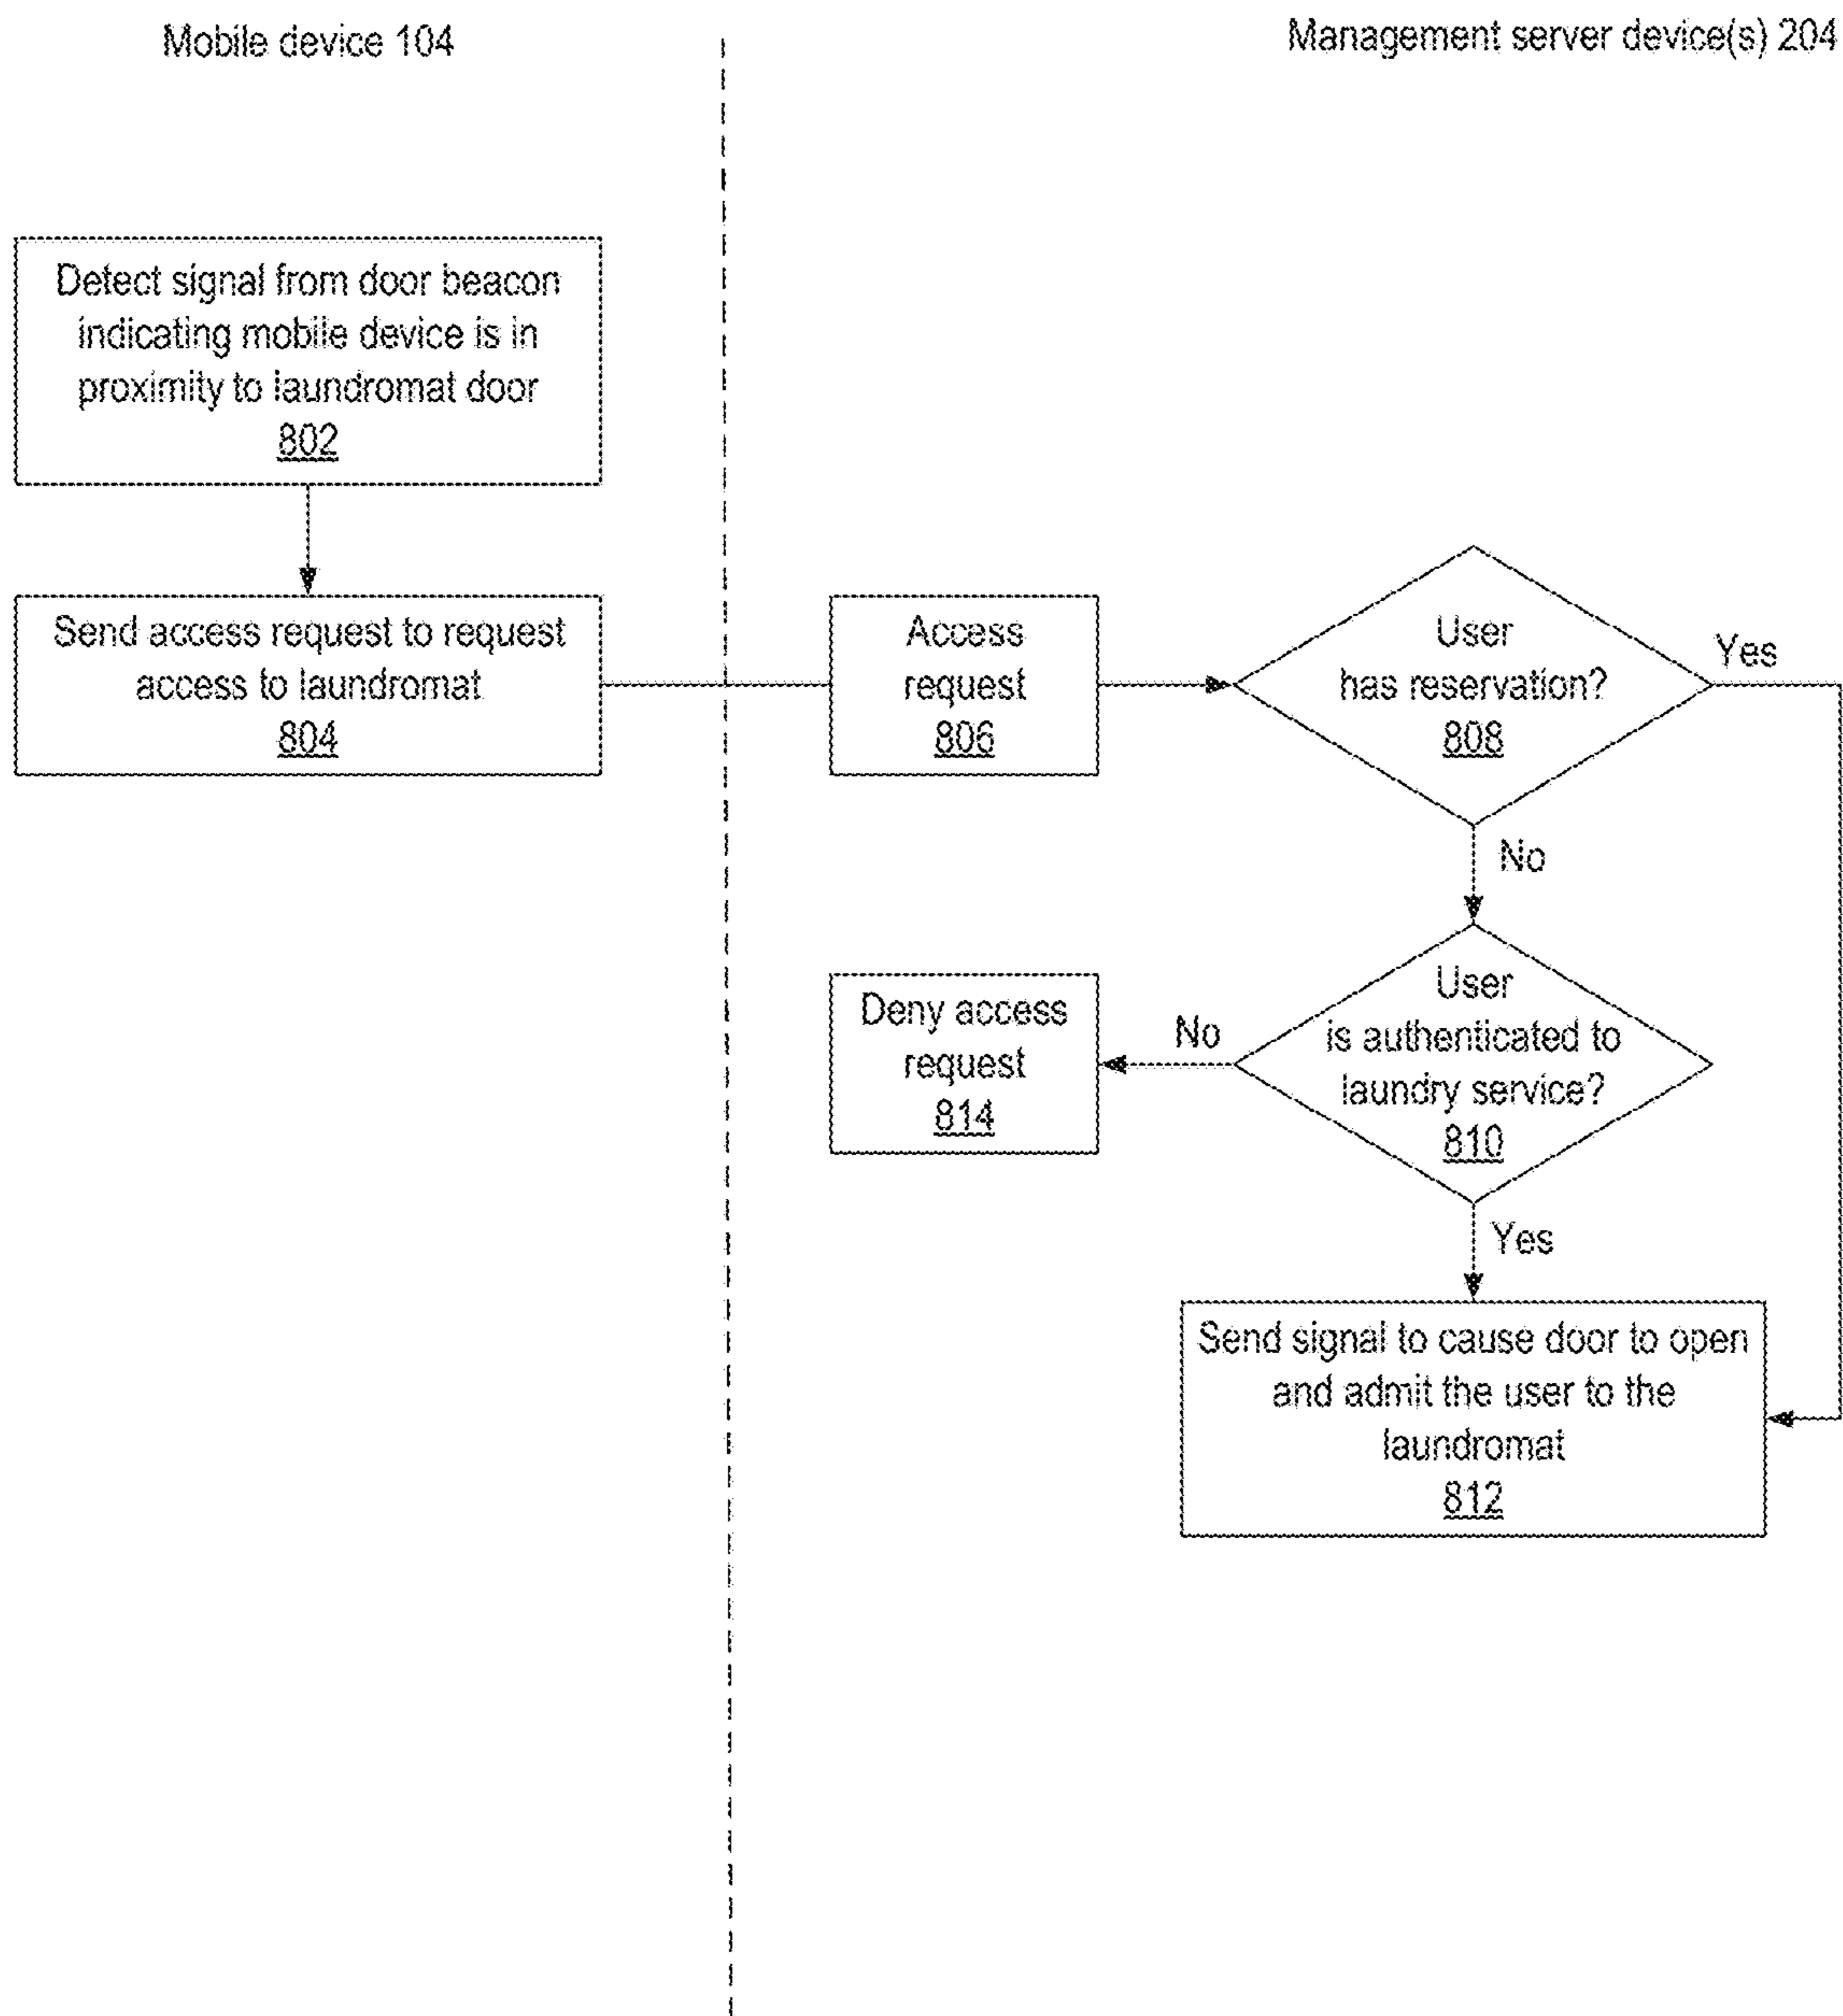 Mobile device 104
Management server device(s) 204
Detect signal from door beacon
indicating mobile device is in
proximity to laundromat door
802
Send access request to request
access to laundromat
804
Access
request
806
User
has reservation?
808
Yes
No
User
is authenticated to
laundry service?
810
No
Deny access
request
814
Yes
Send signal to cause door to open
and admit the user to the
laundromat
812